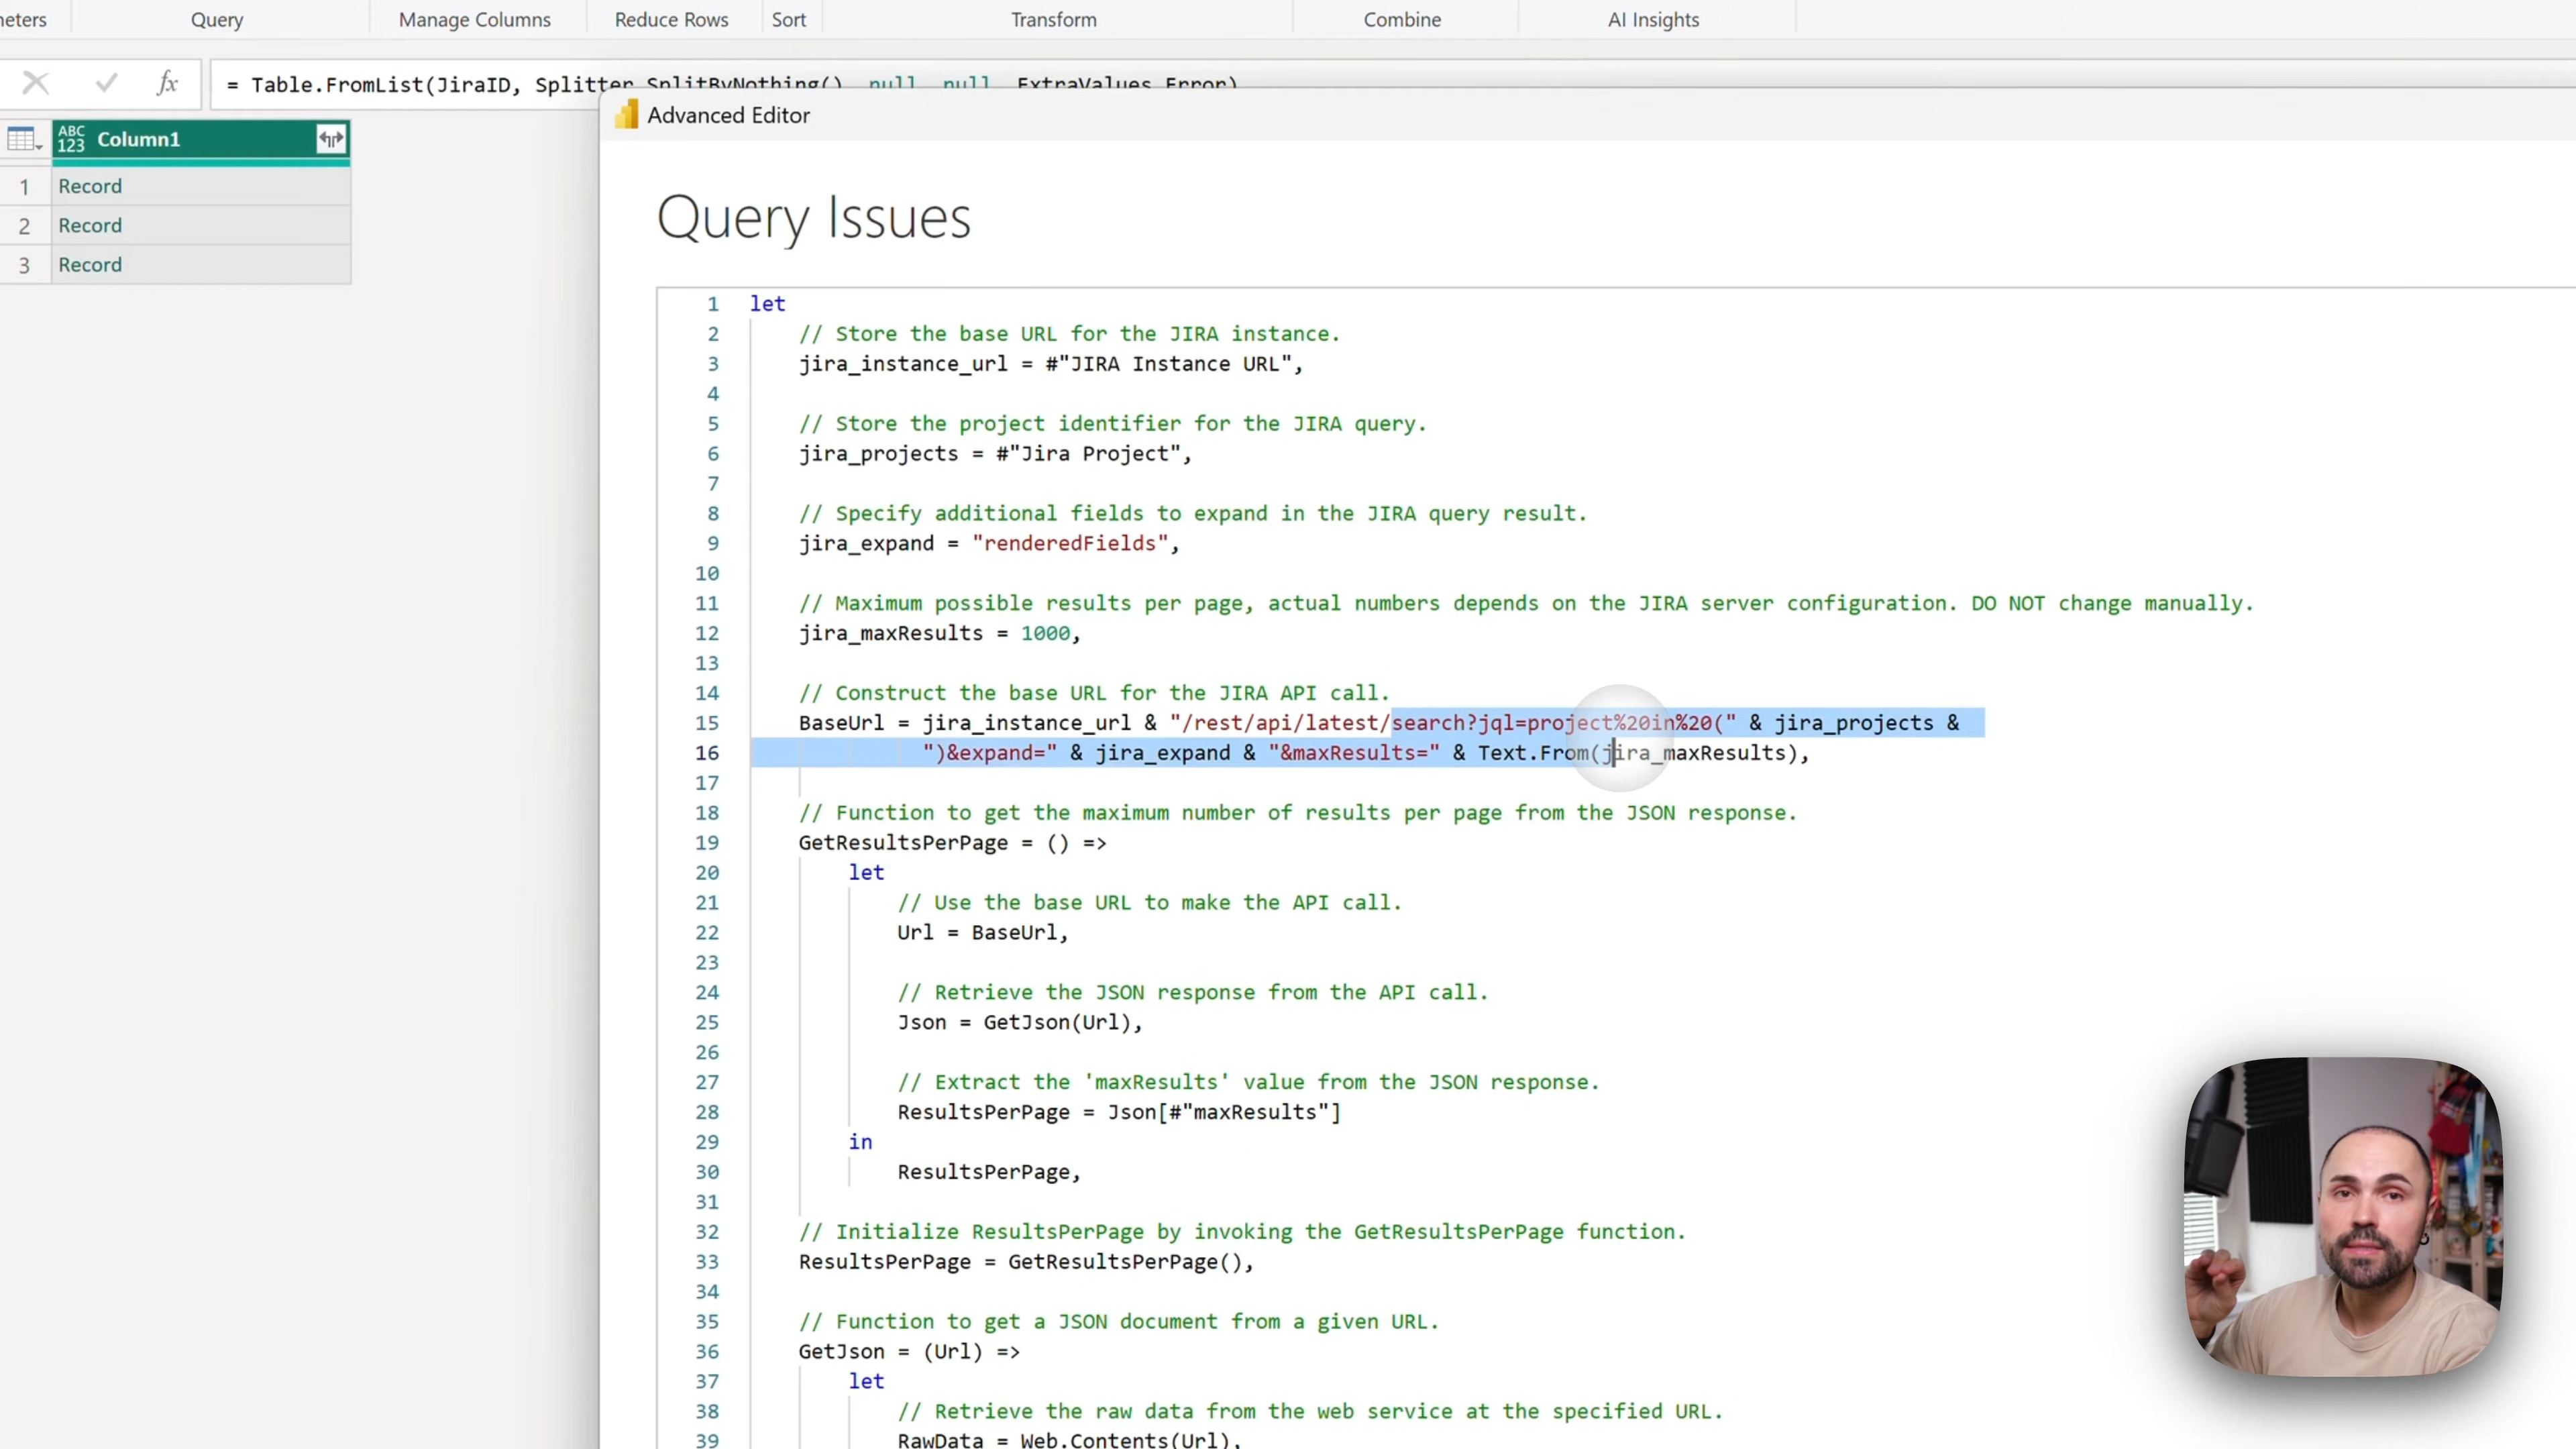 Query Manage Columns Reduce Rows Sort Transform Combine AI Insights
fx = Table.FromList(JiraID, Splitter.SplitByNothing(), null, null, ExtraValues.Error)
Advanced Editor
ABC 123 Column1
1 Record
2 Record
3 Record
Query Issues
1 let
2 // Store the base URL for the JIRA instance.
3 jira_instance_url = #"JIRA Instance URL",
4
5 // Store the project identifier for the JIRA query.
6 jira_projects = #"Jira Project",
7
8 // Specify additional fields to expand in the JIRA query result.
9 jira_expand = "renderedFields",
10
11 // Maximum possible results per page, actual numbers depends on the JIRA server configuration. DO NOT change manually.
12 jira_maxResults = 1000,
13
14 // Construct the base URL for the JIRA API call.
15 BaseUrl = jira_instance_url & "/rest/api/latest/search?jql=project%20in%20(" & jira_projects &
16 ")&expand=" & jira_expand & "&maxResults=" & Text.From(jira_maxResults),
17
18 // Function to get the maximum number of results per page from the JSON response.
19 GetResultsPerPage = () =>
20 let
21 // Use the base URL to make the API call.
22 Url = BaseUrl,
23
24 // Retrieve the JSON response from the API call.
25 Json = GetJson(Url),
26
27 // Extract the 'maxResults' value from the JSON response.
28 ResultsPerPage = Json[#"maxResults"]
29 in
30 ResultsPerPage,
31
32 // Initialize ResultsPerPage by invoking the GetResultsPerPage function.
33 ResultsPerPage = GetResultsPerPage(),
34
35 // Function to get a JSON document from a given URL.
36 GetJson = (Url) =>
37 let
38 // Retrieve the raw data from the web service at the specified URL.
39 RawData = Web.Contents(Url),